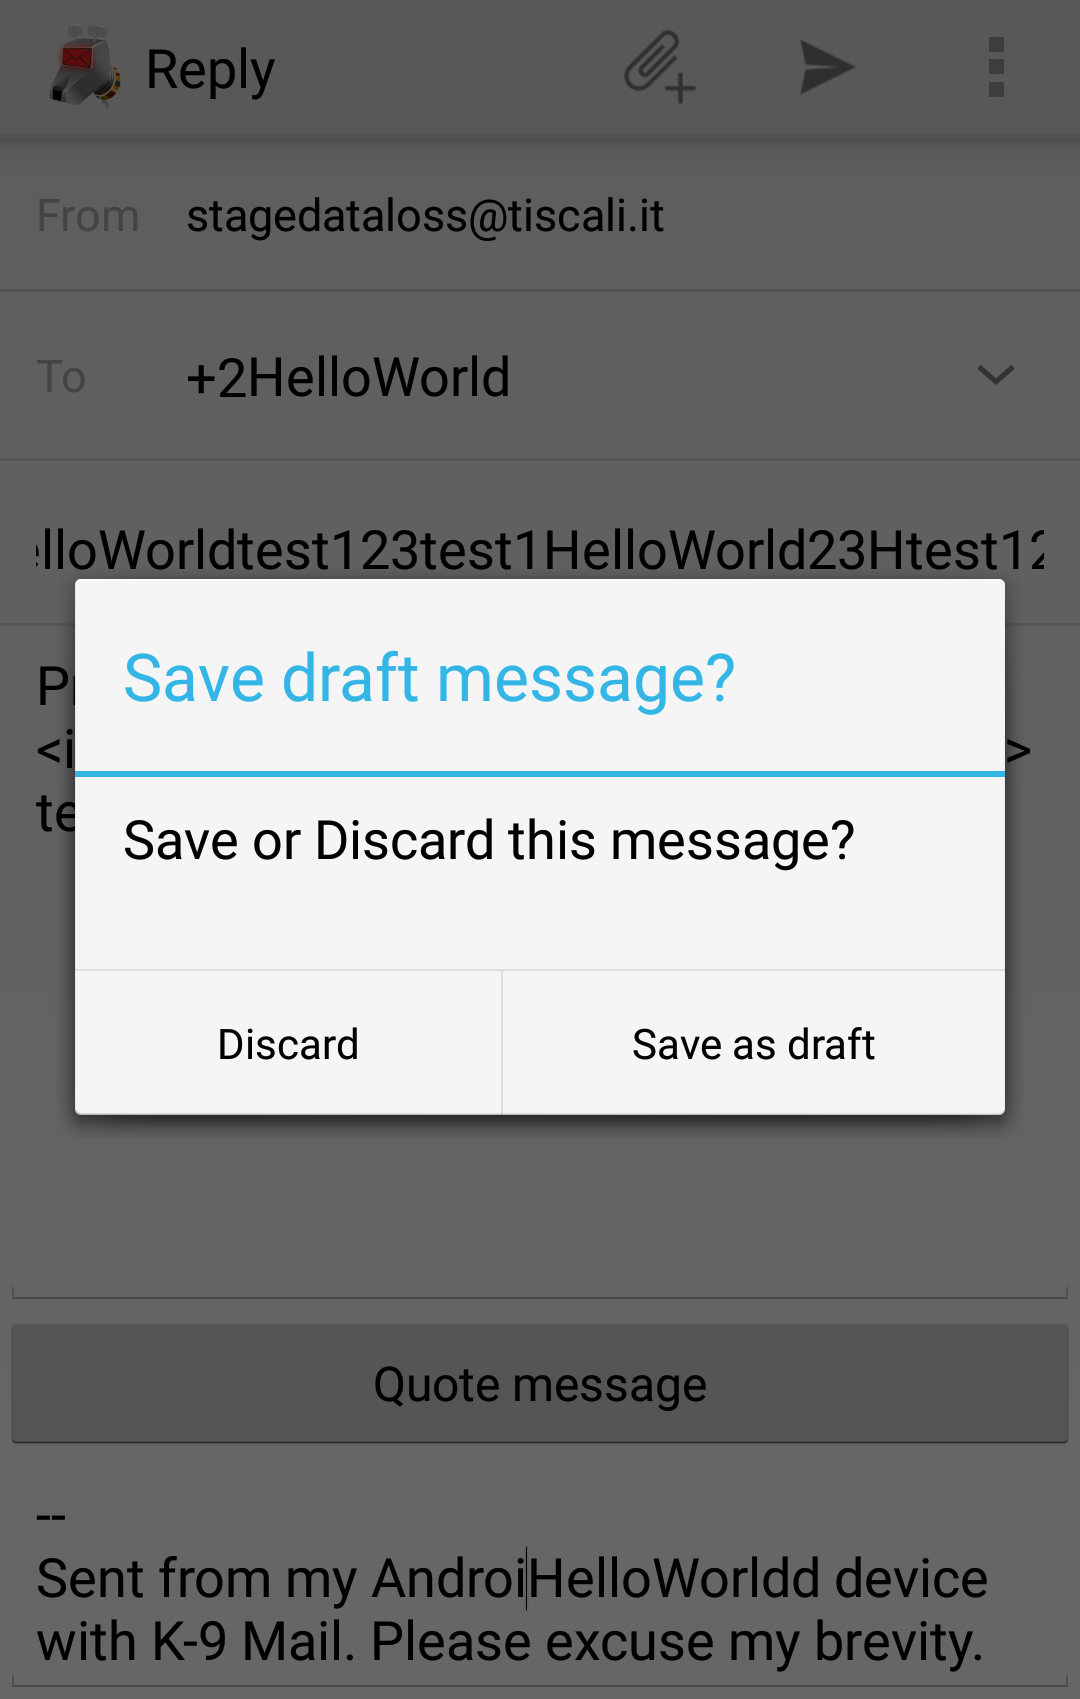 Reply
From stagedataloss@tiscali.it
To +2HelloWorld
lloWorldtest123test1HelloWorld23Htest12
Save draft message?
>
te
Save or Discard this message?
Discard Save as draft
Quote message
--
Sent from my AndroiHelloWorldd device
with K-9 Mail. Please excuse my brevity.